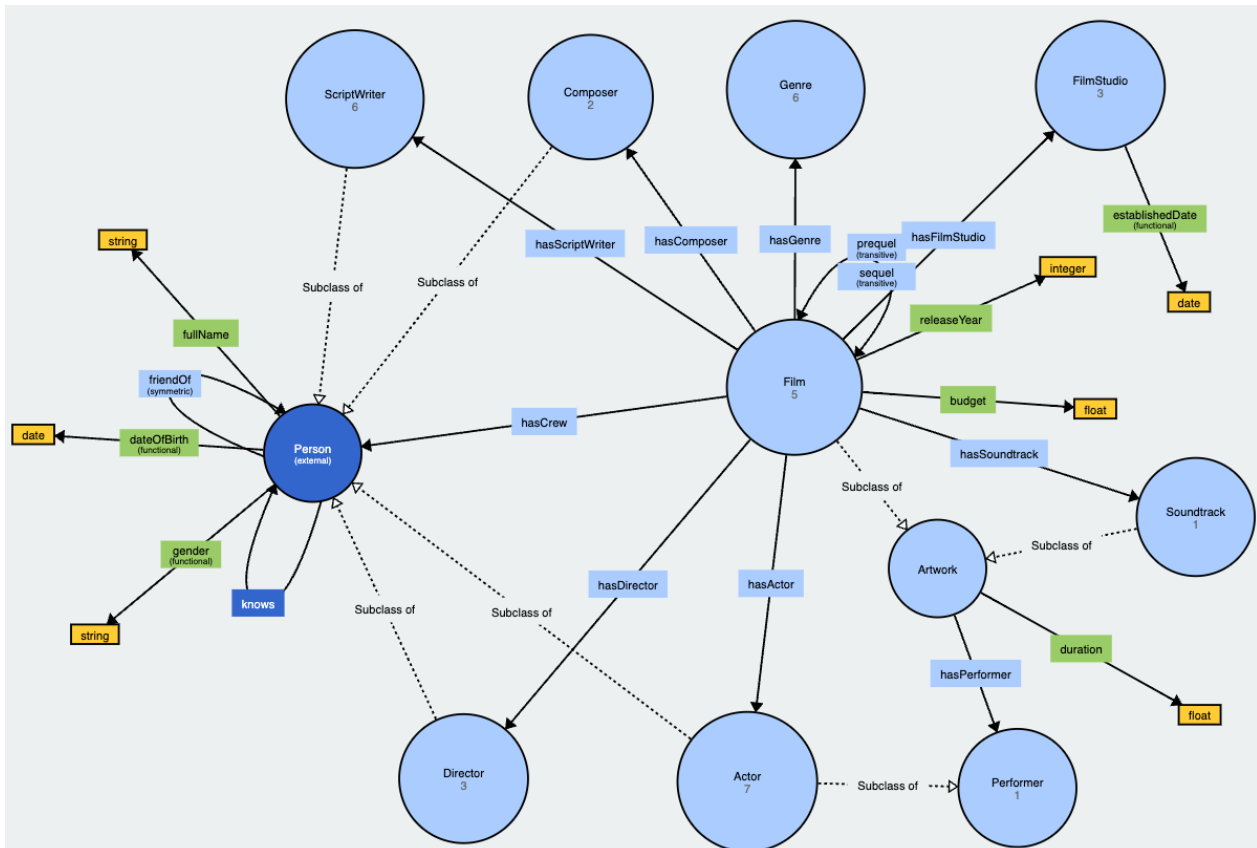 ScriptWriter
6
Composer
2
Genre
6
FilmStudio
3
establishedDate
(functional)
date
string
Subclass of
Subclass of
hasScriptWriter
hasComposer
hasGenre
prequel
(transitive)
hasFilmStudio
sequel
(transitive)
integer
releaseYear
fullName
friendOf
(symmetric)
Film
5
budget
float
date
dateOfBirth
(functional)
Person
(external)
hasCrew
hasSoundtrack
Subclass of
Soundtrack
1
gender
(functional)
Subclass of
Artwork
knows
hasDirector
hasActor
Subclass of
Subclass of
string
duration
hasPerformer
float
Director
3
Actor
7
Subclass of
Performer
1